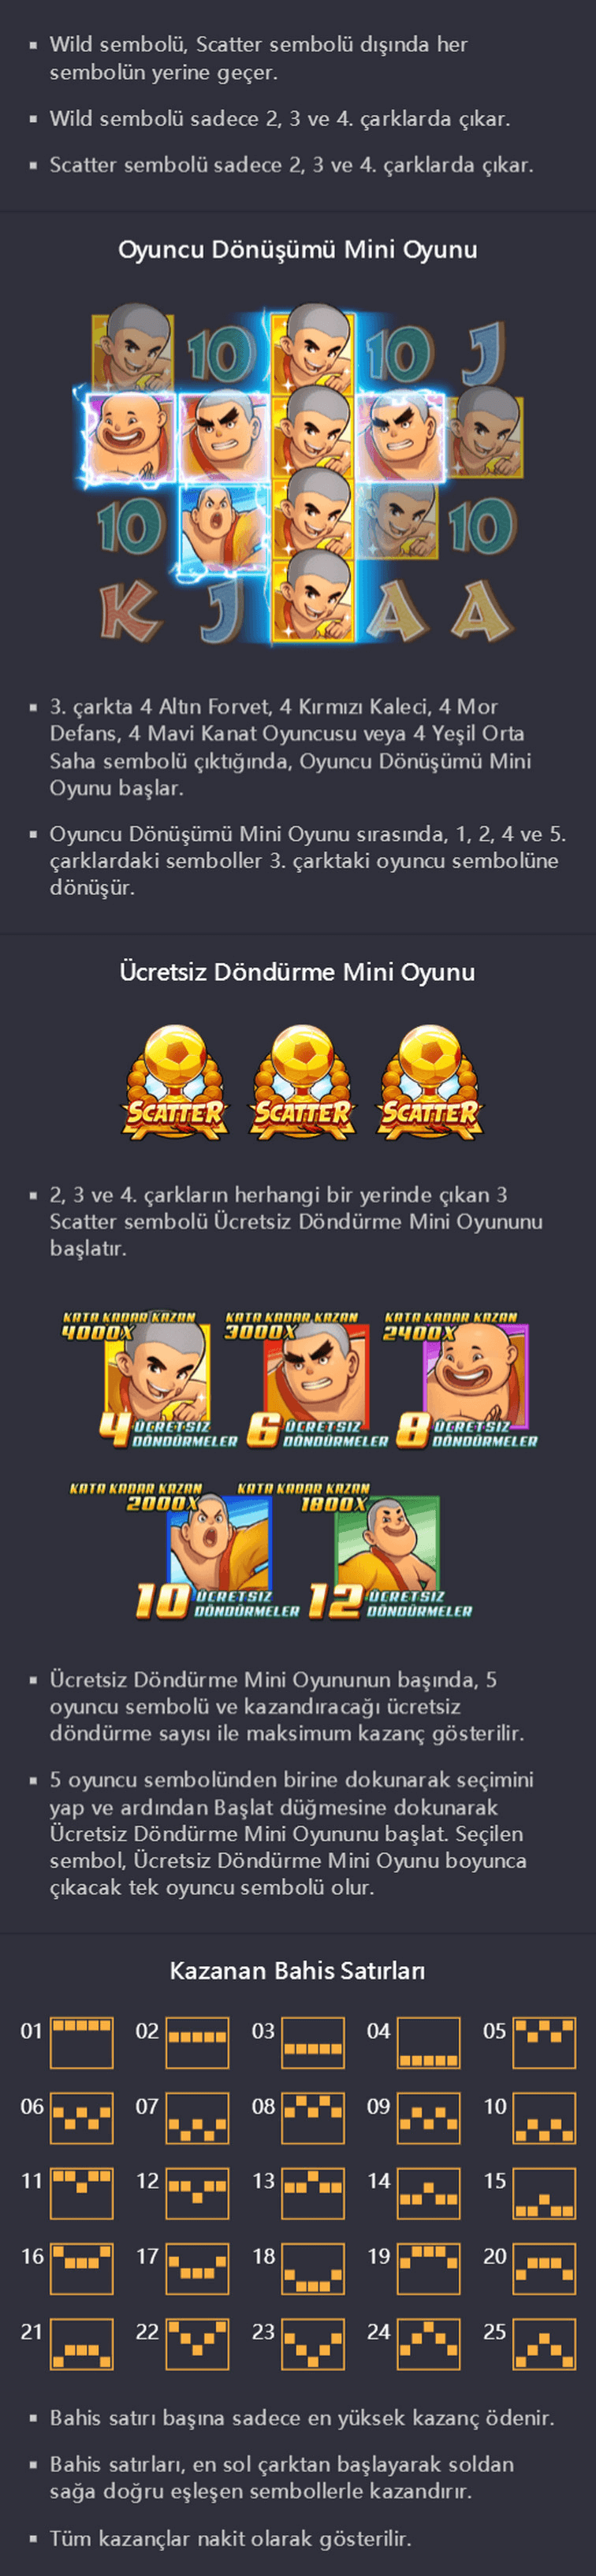 Wild sembolü, Scatter sembolü dışında her
sembolün yerine geçer.
Wild sembolü sadece 2, 3 ve 4. çarklarda çıkar.
Scatter sembolü sadece 2, 3 ve 4. çarklarda çıkar.
Oyuncu Dönüşümü Mini Oyunu
10 10 J
10 10
K J A A
3. çarkta 4 Altın Forvet, 4 Kırmızı Kaleci, 4 Mor
Defans, 4 Mavi Kanat Oyuncusu veya 4 Yeşil Orta
Saha sembolü çıktığında, Oyuncu Dönüşümü Mini
Oyunu başlar.
Oyuncu Dönüşümü Mini Oyunu sırasında, 1, 2, 4 ve 5.
çarklardaki semboller 3. çarktaki oyuncu sembolüne
dönüşür.
Ücretsiz Döndürme Mini Oyunu
SCATTER SCATTER SCATTER
2, 3 ve 4. çarkların herhangi bir yerinde çıkan 3
Scatter sembolü Ücretsiz Döndürme Mini Oyununu
başlatır.
KATA KADAR KAZAN KATA KADAR KAZAN KATA KADAR KAZAN
4000X 3000X 2400X
4 ÜCRETSİZ DÖNDÜRMELER 6 ÜCRETSİZ DÖNDÜRMELER 8 ÜCRETSİZ DÖNDÜRMELER
KATA KADAR KAZAN KATA KADAR KAZAN
2000X 1800X
10 ÜCRETSİZ DÖNDÜRMELER 12 ÜCRETSİZ DÖNDÜRMELER
Ücretsiz Döndürme Mini Oyununun başında, 5
oyuncu sembolü ve kazandıracağı ücretsiz
döndürme sayısı ile maksimum kazanç gösterilir.
5 oyuncu sembolünden birine dokunarak seçimini
yap ve ardından Başlat düğmesine dokunarak
Ücretsiz Döndürme Mini Oyununu başlat. Seçilen
sembol, Ücretsiz Döndürme Mini Oyunu boyunca
çıkacak tek oyuncu sembolü olur.
Kazanan Bahis Satırları
01 02 03 04 05
06 07 08 09 10
11 12 13 14 15
16 17 18 19 20
21 22 23 24 25
Bahis satırı başına sadece en yüksek kazanç ödenir.
Bahis satırları, en sol çarktan başlayarak soldan
sağa doğru eşleşen sembollerle kazandırır.
Tüm kazançlar nakit olarak gösterilir.